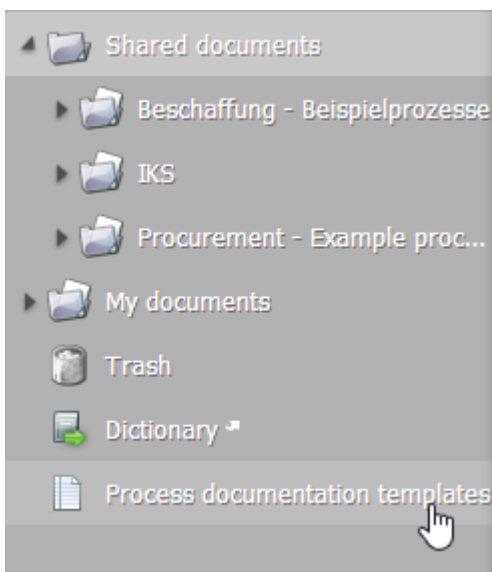 Shared documents
Beschaffung - Beispielprozesse
IKS
Procurement - Example proc...
My documents
Trash
Dictionary
Process documentation templates